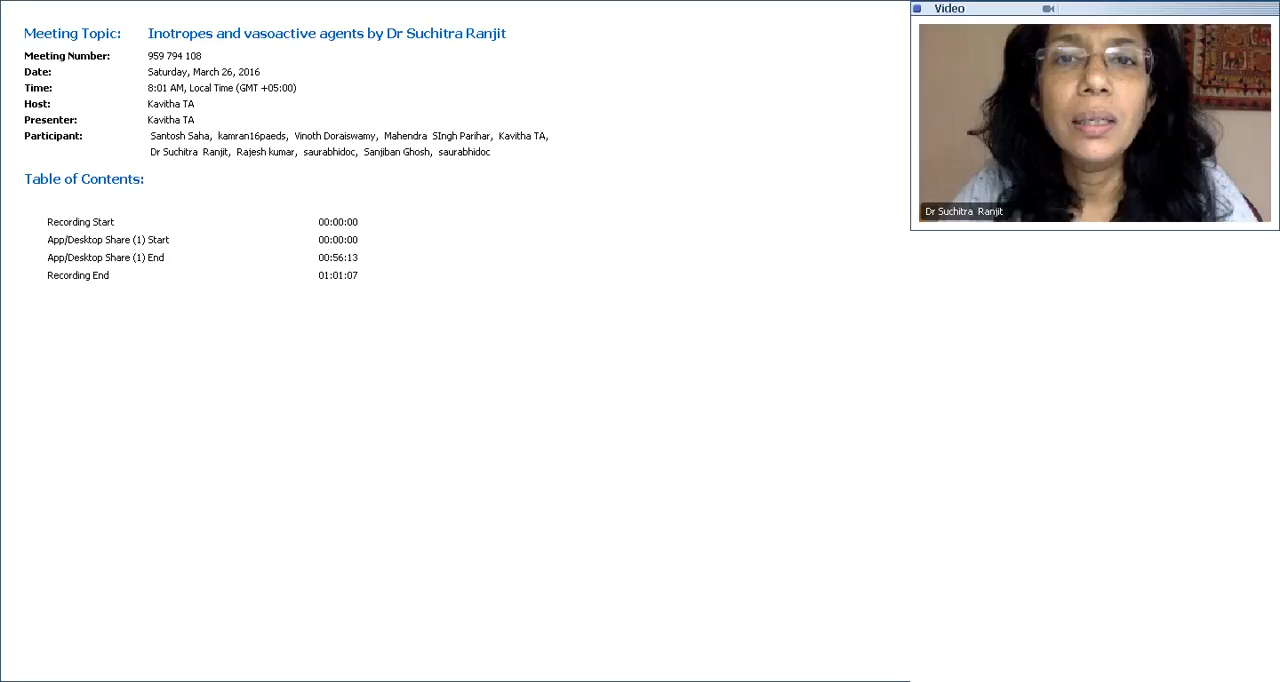 Meeting Topic: Inotropes and vasoactive agents by Dr Suchitra Ranjit
Meeting Number: 959 794 108
Date: Saturday, March 26, 2016
Time: 8:01 AM, Local Time (GMT +05:00)
Host: Kavitha TA
Presenter: Kavitha TA
Participant: Santosh Saha, kamran16paeds, Vinoth Doraiswamy, Mahendra SIngh Parihar, Kavitha TA,
Dr Suchitra Ranjit, Rajesh kumar, saurabhidoc, Sanjiban Ghosh, saurabhidoc
Table of Contents:
Recording Start 00:00:00
App/Desktop Share (1) Start 00:00:00
App/Desktop Share (1) End 00:56:13
Recording End 01:01:07
Video
Dr Suchitra Ranjit